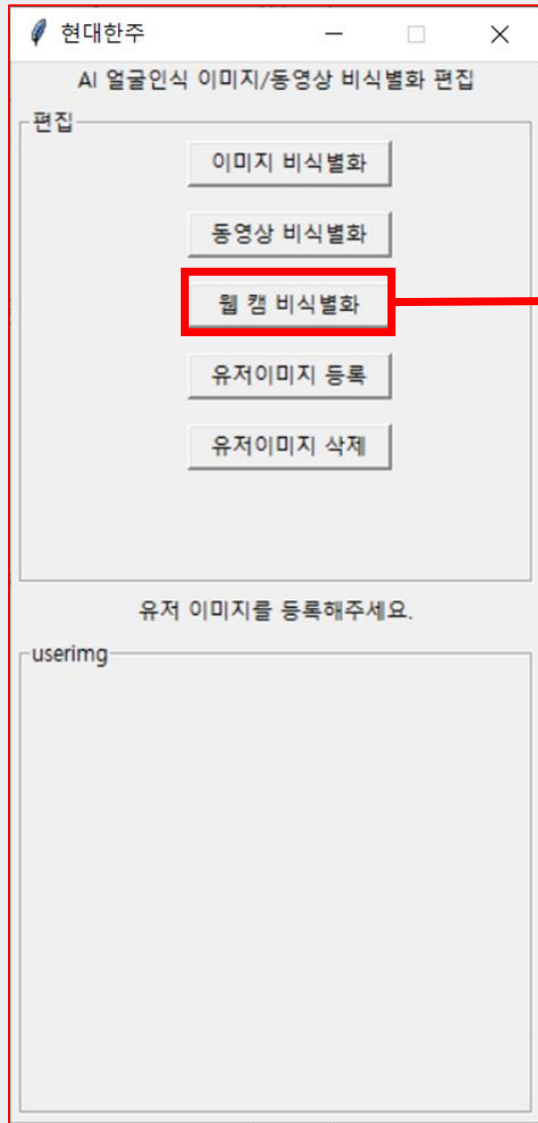 현대한주
AI 얼굴인식 이미지/동영상 비식별화 편집
편집
이미지 비식별화
동영상 비식별화
웹 캠 비식별화
유저이미지 등록
유저이미지 삭제
유저 이미지를 등록해주세요.
userimg